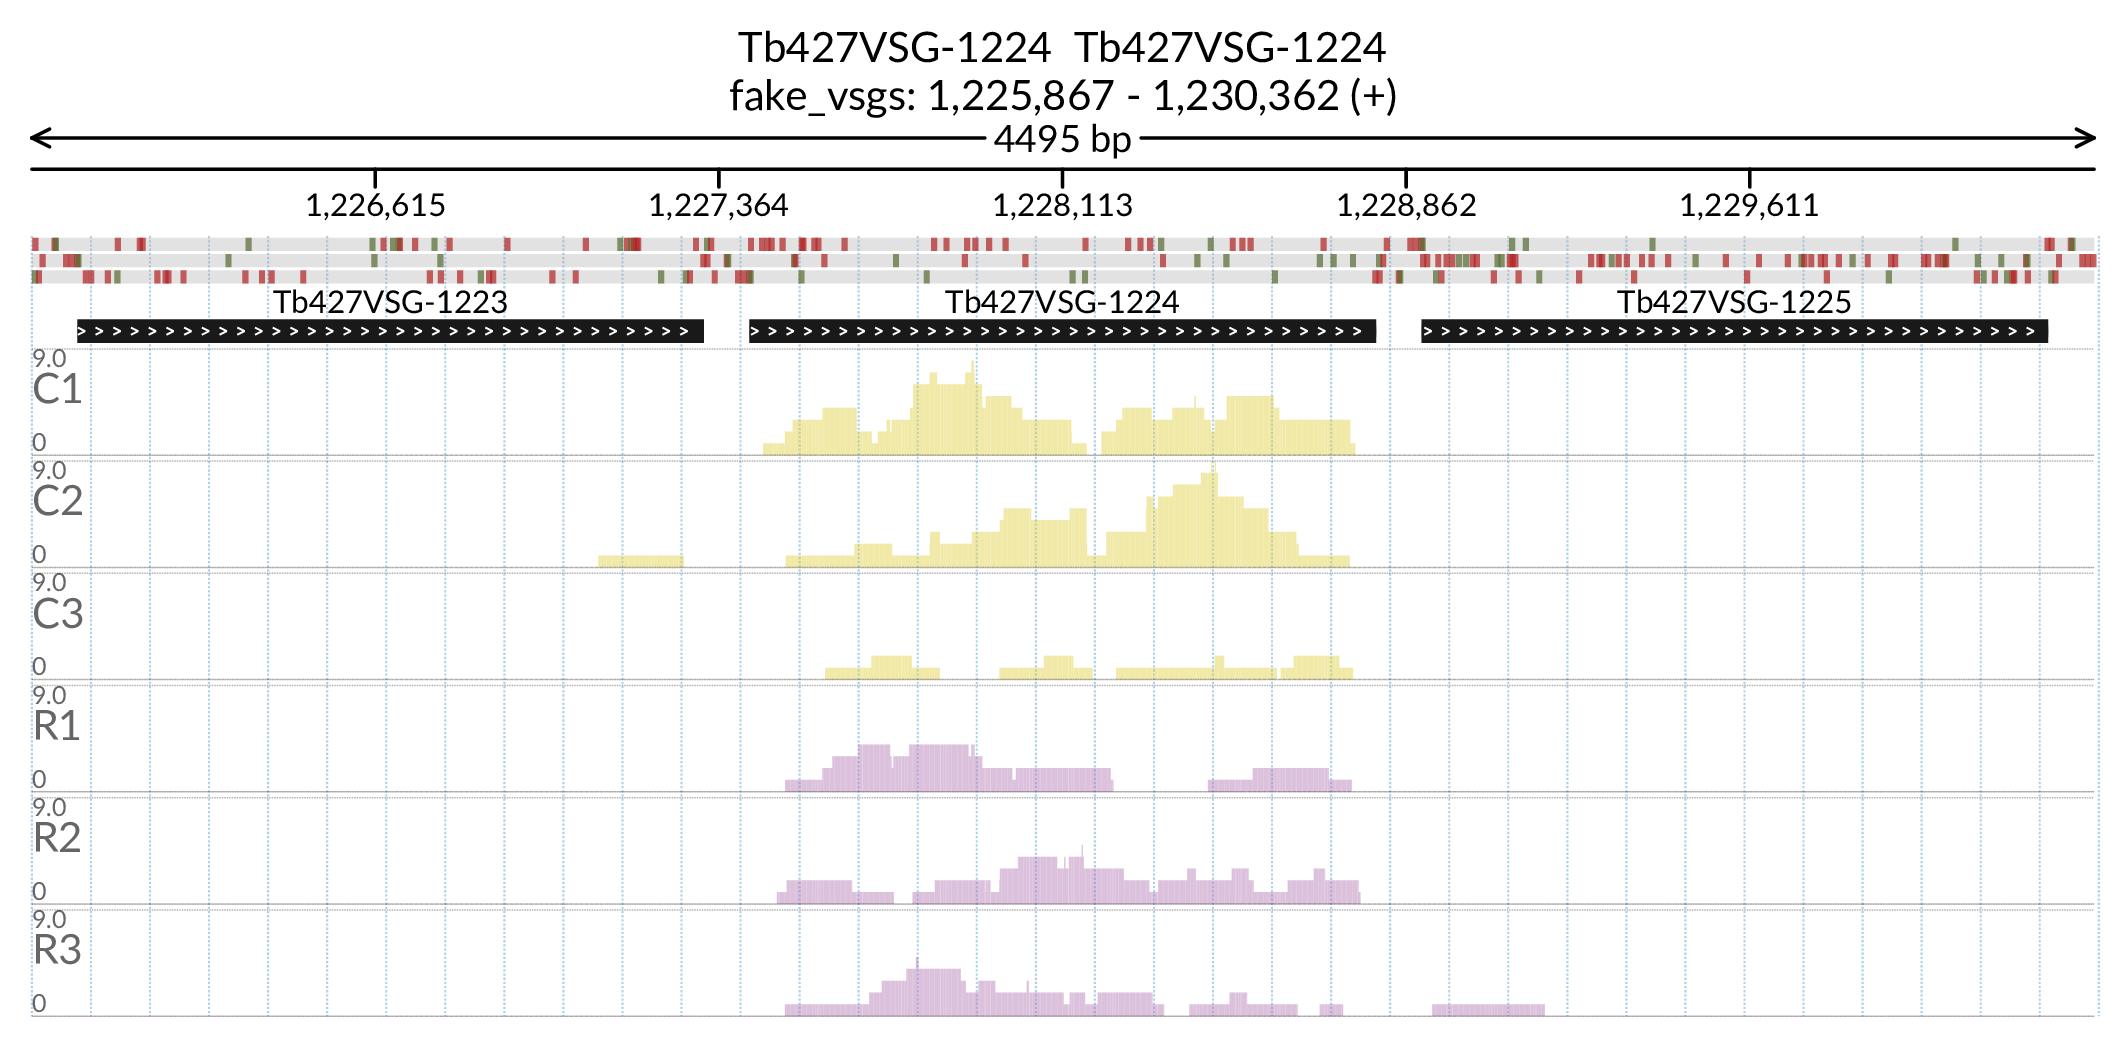 Tb427VSG-1224 Tb427VSG-1224
fake_vsgs: 1,225,867 - 1,230,362 (+)
4495 bp
1,226,615 1,227,364 1,228,113 1,228,862 1,229,611
Tb427VSG-1223 Tb427VSG-1224 Tb427VSG-1225
9.0
C1
0
9.0
C2
0
9.0
C3
0
9.0
R1
0
9.0
R2
0
9.0
R3
0